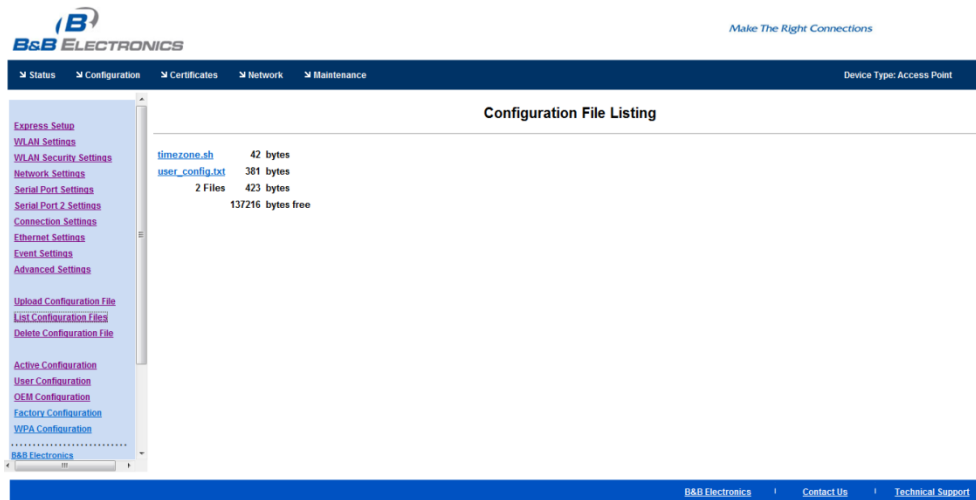 B&B ELECTRONICS
Make The Right Connections
Status Configuration Certificates Network Maintenance Device Type: Access Point
Express Setup
WLAN Settings
WLAN Security Settings
Network Settings
Serial Port Settings
Serial Port 2 Settings
Connection Settings
Ethernet Settings
Event Settings
Advanced Settings
Upload Configuration File
List Configuration Files
Delete Configuration File
Active Configuration
User Configuration
OEM Configuration
Factory Configuration
WPA Configuration
B&B Electronics
Configuration File Listing
timezone.sh 42 bytes
user_config.txt 381 bytes
2 Files 423 bytes
137216 bytes free
B&B Electronics | Contact Us | Technical Support